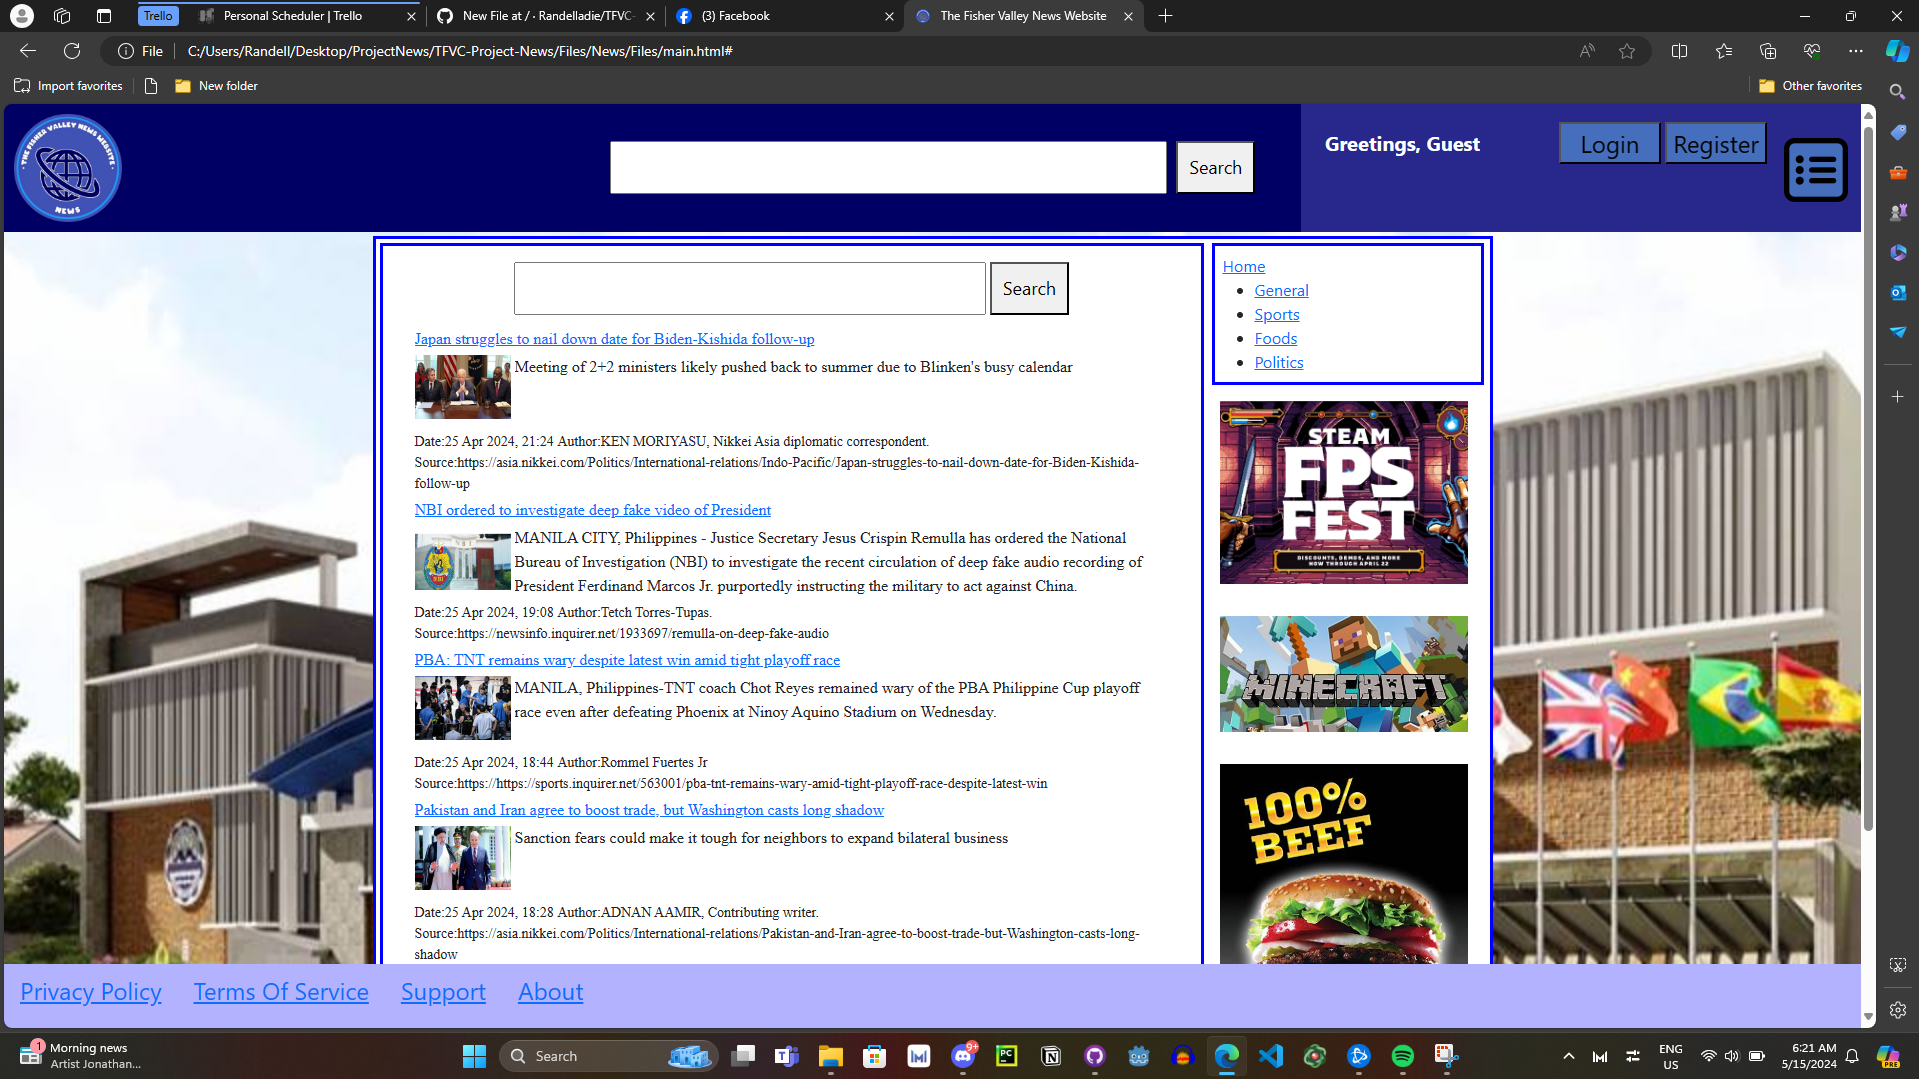 Trello
Personal Scheduler | Trello
New File at / · Randelladie/TFVC-
(3) Facebook
The Fisher Valley News Website
File
C:/Users/Randell/Desktop/ProjectNews/TFVC-Project-News/Files/News/Files/main.html#
Import favorites
New folder
Other favorites
THE FISHER VALLEY NEWS WEBSITE
NEWS
Search
Greetings, Guest
Login
Register
Search
Home
General
Sports
Foods
Politics
Japan struggles to nail down date for Biden-Kishida follow-up
Meeting of 2+2 ministers likely pushed back to summer due to Blinken's busy calendar
Date:25 Apr 2024, 21:24 Author:KEN MORIYASU, Nikkei Asia diplomatic correspondent.
Source:https://asia.nikkei.com/Politics/International-relations/Indo-Pacific/Japan-struggles-to-nail-down-date-for-Biden-Kishida-
follow-up
NBI ordered to investigate deep fake video of President
MANILA CITY, Philippines - Justice Secretary Jesus Crispin Remulla has ordered the National
Bureau of Investigation (NBI) to investigate the recent circulation of deep fake audio recording of
President Ferdinand Marcos Jr. purportedly instructing the military to act against China.
NBI
Date:25 Apr 2024, 19:08 Author:Tetch Torres-Tupas.
Source:https://newsinfo.inquirer.net/1933697/remulla-on-deep-fake-audio
PBA: TNT remains wary despite latest win amid tight playoff race
MANILA, Philippines-TNT coach Chot Reyes remained wary of the PBA Philippine Cup playoff
race even after defeating Phoenix at Ninoy Aquino Stadium on Wednesday.
Date:25 Apr 2024, 18:44 Author:Rommel Fuertes Jr
Source:https://https://sports.inquirer.net/563001/pba-tnt-remains-wary-amid-tight-playoff-race-despite-latest-win
Pakistan and Iran agree to boost trade, but Washington casts long shadow
Sanction fears could make it tough for neighbors to expand bilateral business
Date:25 Apr 2024, 18:28 Author:ADNAN AAMIR, Contributing writer.
Source:https://asia.nikkei.com/Politics/International-relations/Pakistan-and-Iran-agree-to-boost-trade-but-Washington-casts-long-
shadow
STEAM
FPS
FEST
DISCOUNTS, DEMOS, AND MORE
NOW THROUGH APRIL 22
MINECRAFT
100%
BEEF
Privacy Policy
Terms Of Service
Support
About
1
Morning news
Artist Jonathan...
Search
9+
PC
ENG
US
6:21 AM
5/15/2024
PRE